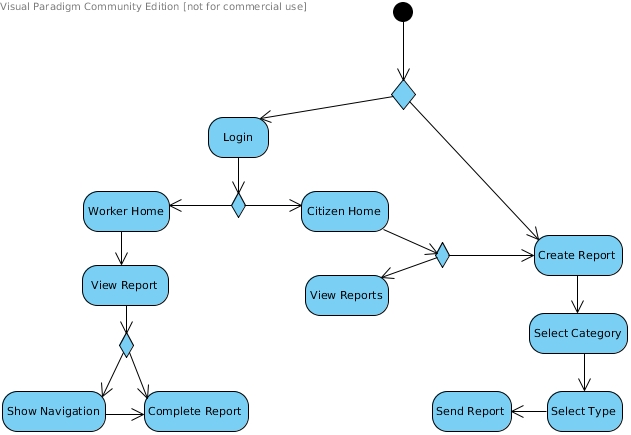 Visual Paradigm Community Edition [not for commercial use]
Login
Worker Home
Citizen Home
Create Report
View Report
View Reports
Select Category
Show Navigation
Complete Report
Send Report
Select Type